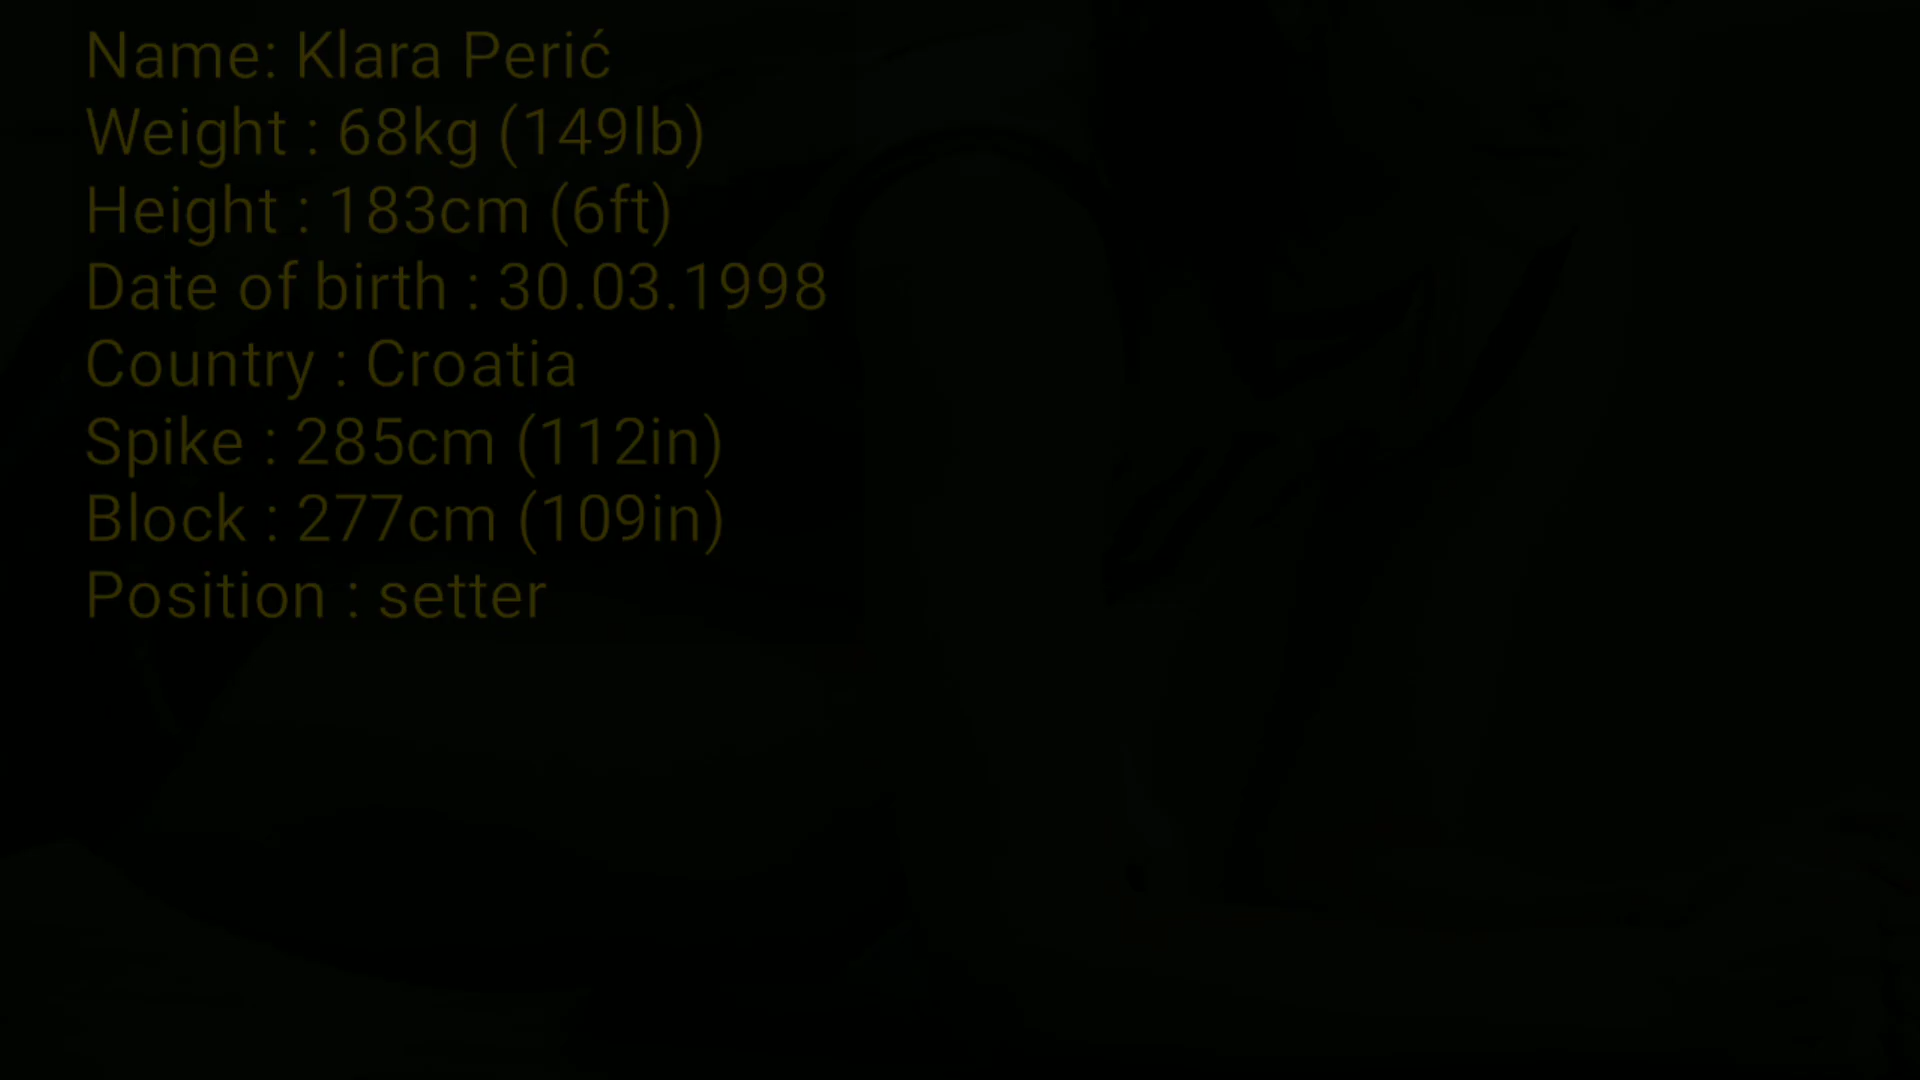 Name: Klara Perić
Weight : 68kg (149lb)
Height : 183cm (6ft)
Date of birth : 30.03.1998
Country : Croatia
Spike : 285cm (112in)
Block : 277cm (109in)
Position : setter